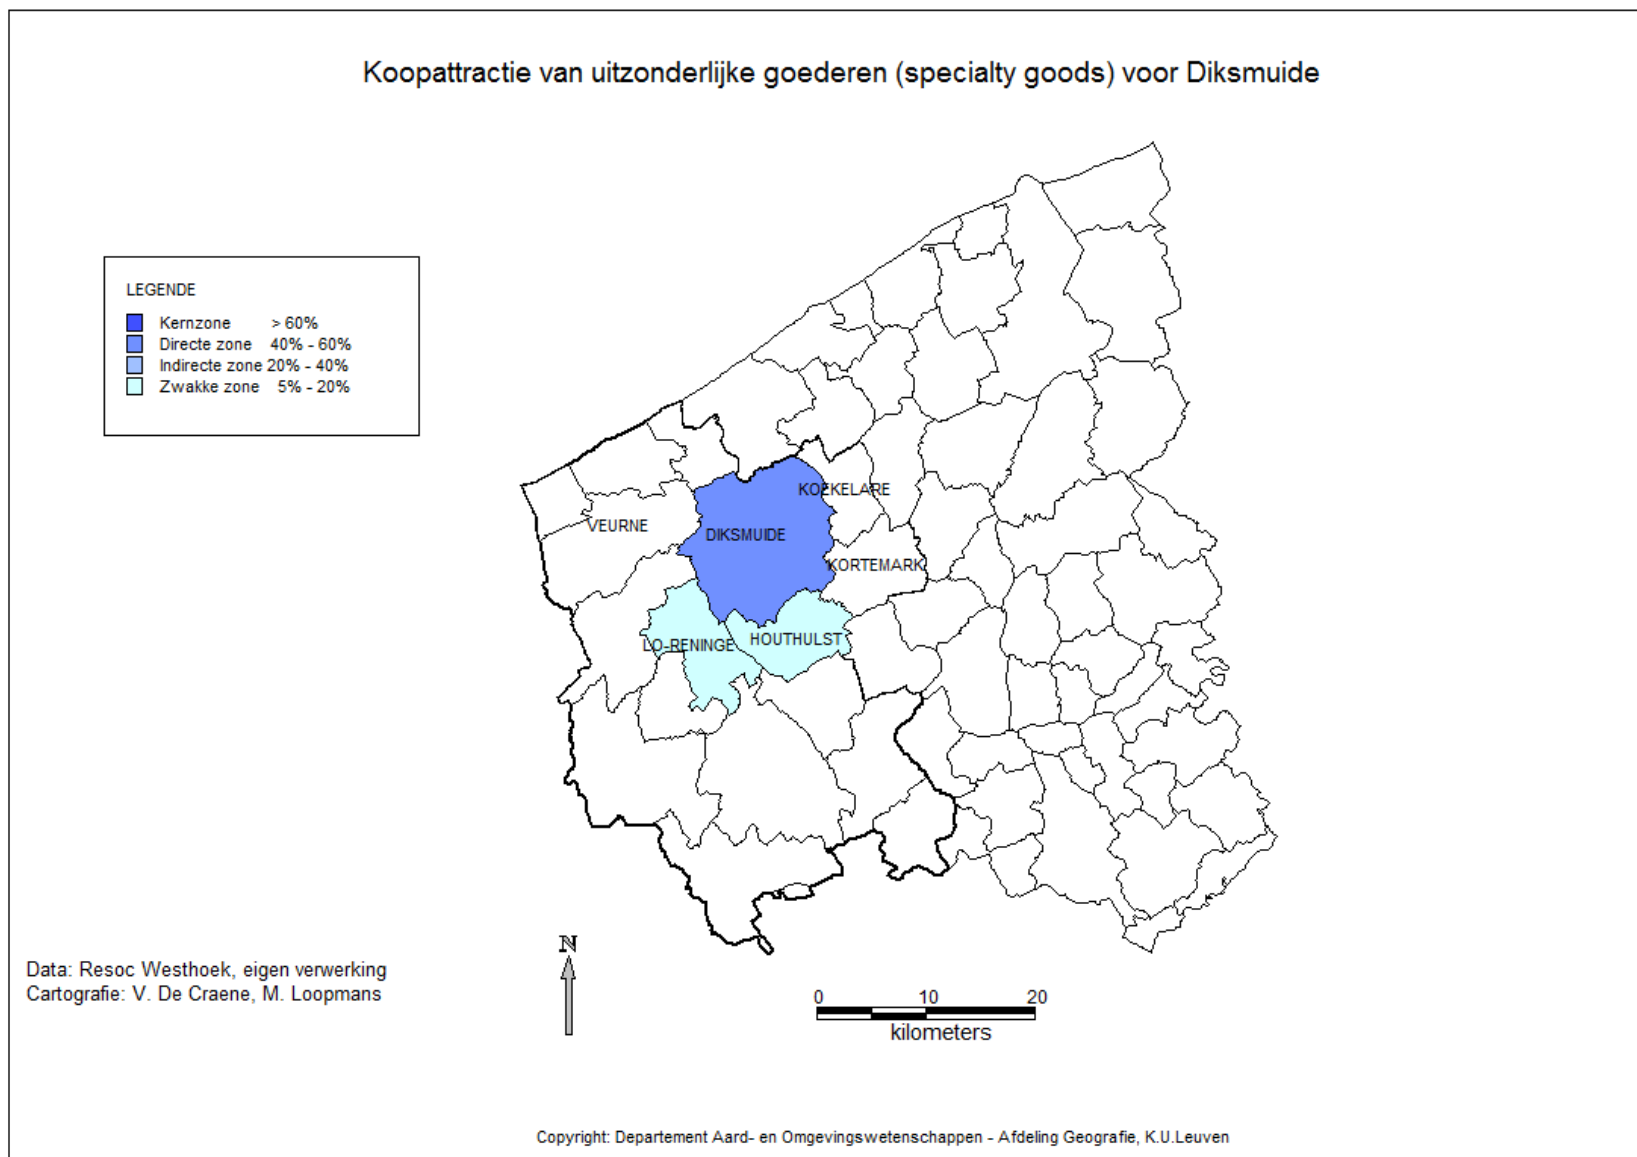 Koopattractie van uitzonderlijke goederen (specialty goods) voor Diksmuide
LEGENDE
Kernzone > 60%
Directe zone 40% - 60%
Indirecte zone 20% - 40%
Zwakke zone 5% - 20%
KOEKELARE
VEURNE
DIKSMUIDE
KORTEMARK
HOUTHULST
LO-RENINGE
N
Data: Resoc Westhoek, eigen verwerking
Cartografie: V. De Craene, M. Loopmans
0 10 20
kilometers
Copyright: Departement Aard- en Omgevingswetenschappen - Afdeling Geografie, K.U.Leuven